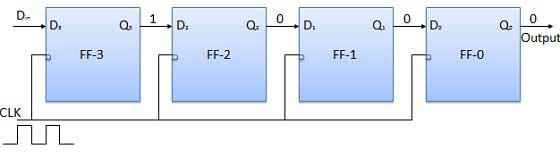 Dᵢₙ D₃ Q₃ 1 D₂ Q₂ 0 D₁ Q₁ 0 D₀ Q₀ 0
Output
FF-3 FF-2 FF-1 FF-0
CLK